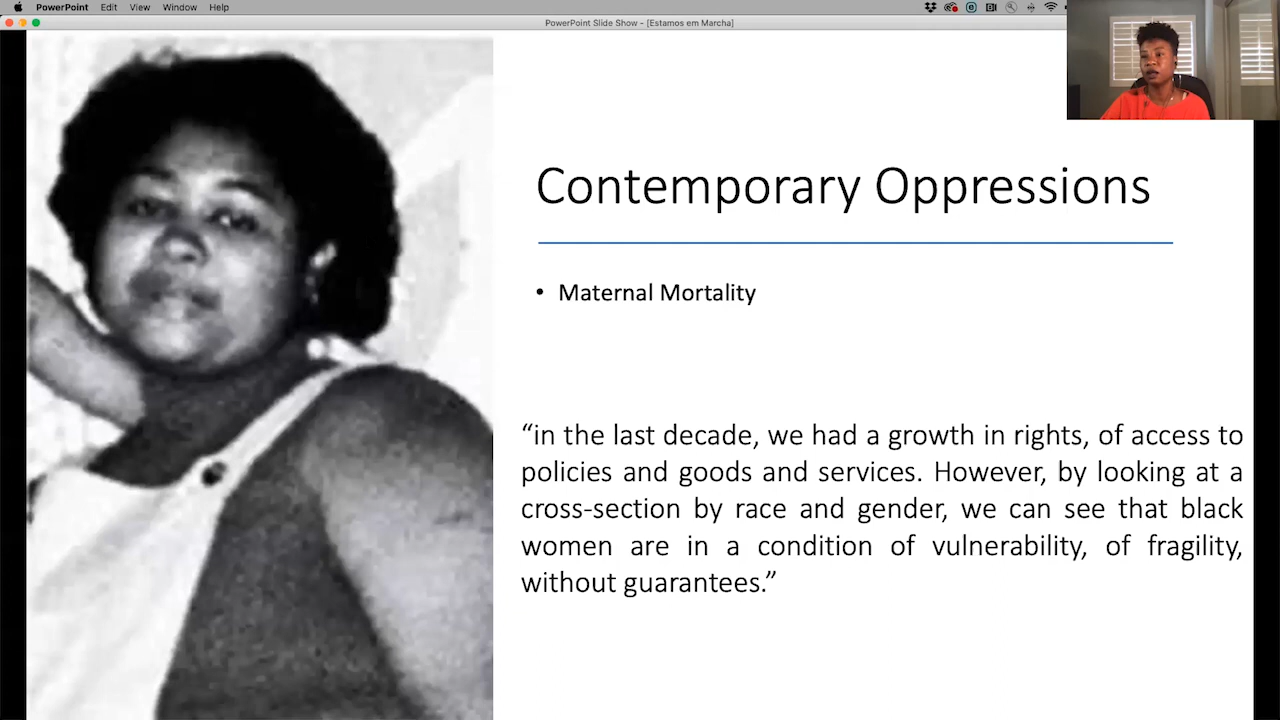 PowerPoint Edit View Window Help
PowerPoint Slide Show - [Estamos em Marcha]
Contemporary Oppressions
• Maternal Mortality
“in the last decade, we had a growth in rights, of access to
policies and goods and services. However, by looking at a
cross-section by race and gender, we can see that black
women are in a condition of vulnerability, of fragility,
without guarantees.”